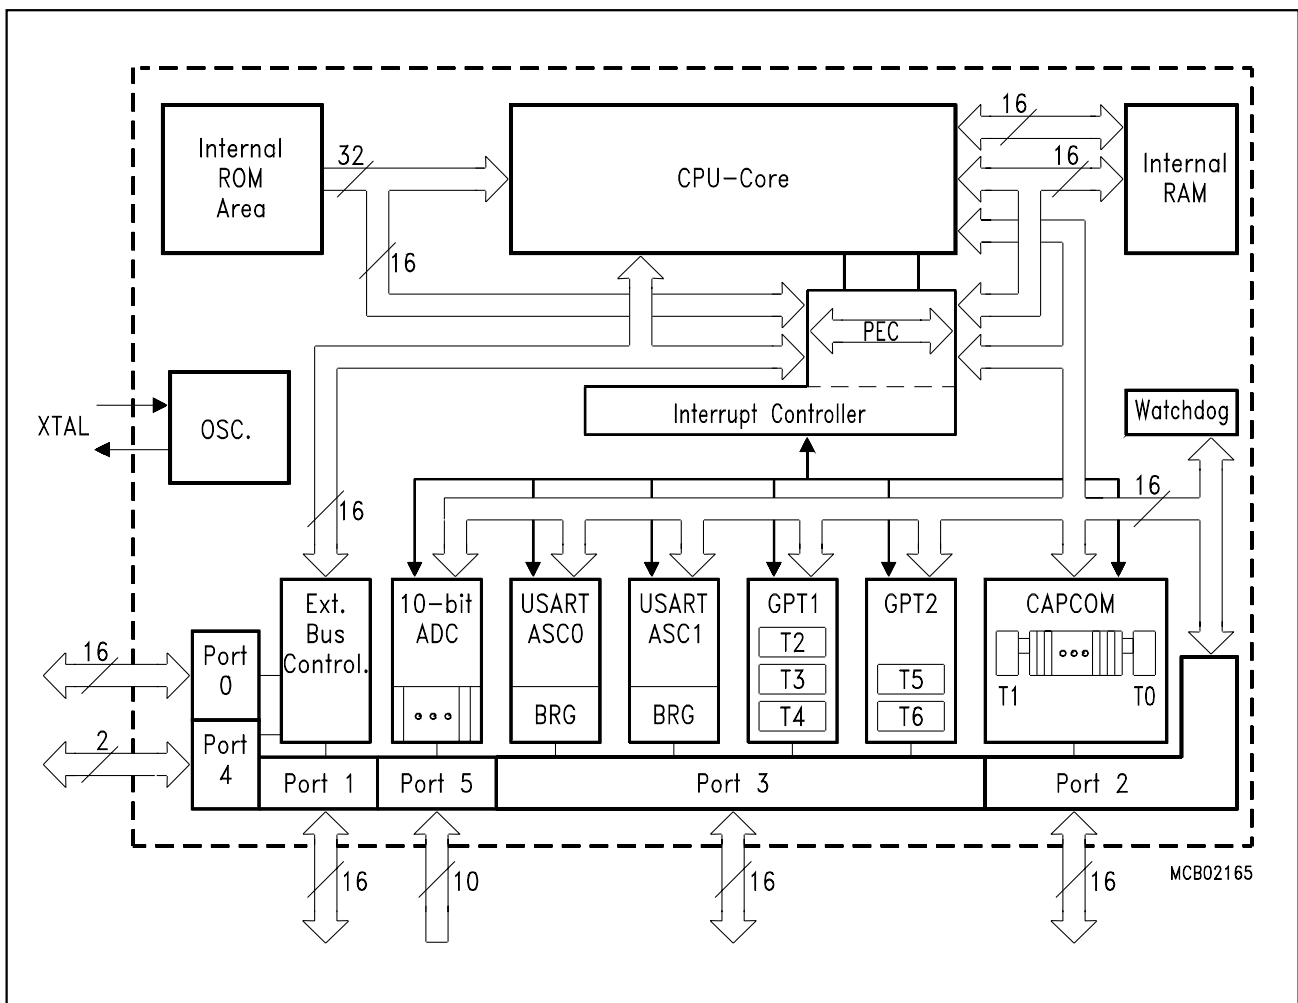 Internal
ROM
Area
32
16
CPU-Core
16
16
Internal
RAM
PEC
Interrupt Controller
XTAL
OSC.
Watchdog
16
16
Ext.
Bus
Control.
10-bit
ADC
USART
ASC0
BRG
USART
ASC1
BRG
GPT1
T2
T3
T4
GPT2
T5
T6
CAPCOM
T1
T0
16
Port
0
2
Port
4
Port 1
Port 5
Port 3
Port 2
16
10
16
16
MCB02165